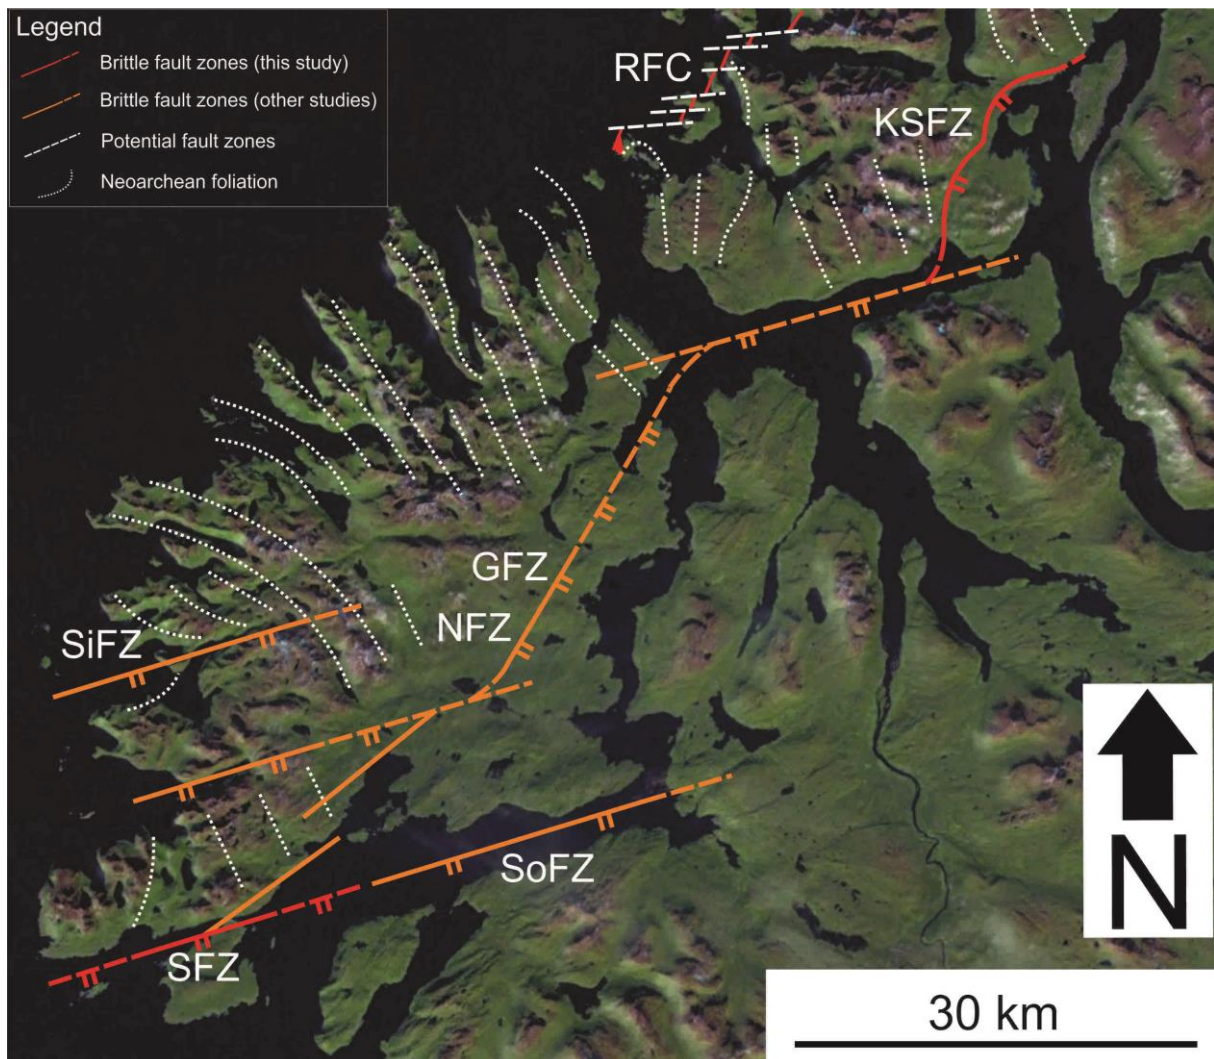 Legend
Brittle fault zones (this study)
Brittle fault zones (other studies)
Potential fault zones
Neoarchean foliation
RFC
KSFZ
GFZ
NFZ
SiFZ
SoFZ
SFZ
N
30 km